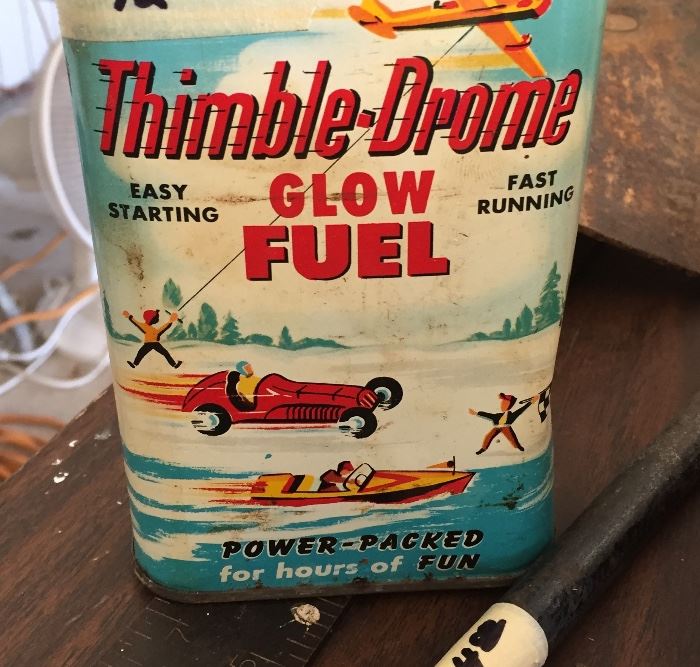 Thimble-Drome
EASY
STARTING
GLOW
FUEL
FAST
RUNNING
POWER-PACKED
for hours of FUN